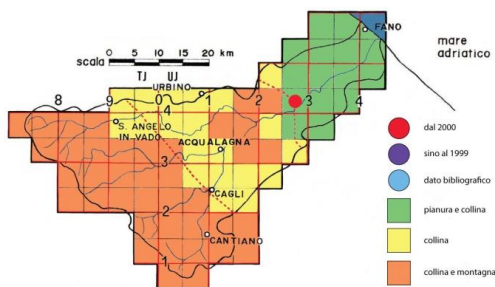 FANO
mare
adriatico
scala 0 5 10 15 20 km
TJ UJ
URBINO
8 9 0 1 2 3 4
4
S. ANGELO
IN VADO
ACQUALAGNA
3
CAGLI
2
CANTIANO
1
dal 2000
sino al 1999
dato bibliografico
pianura e collina
collina
collina e montagna